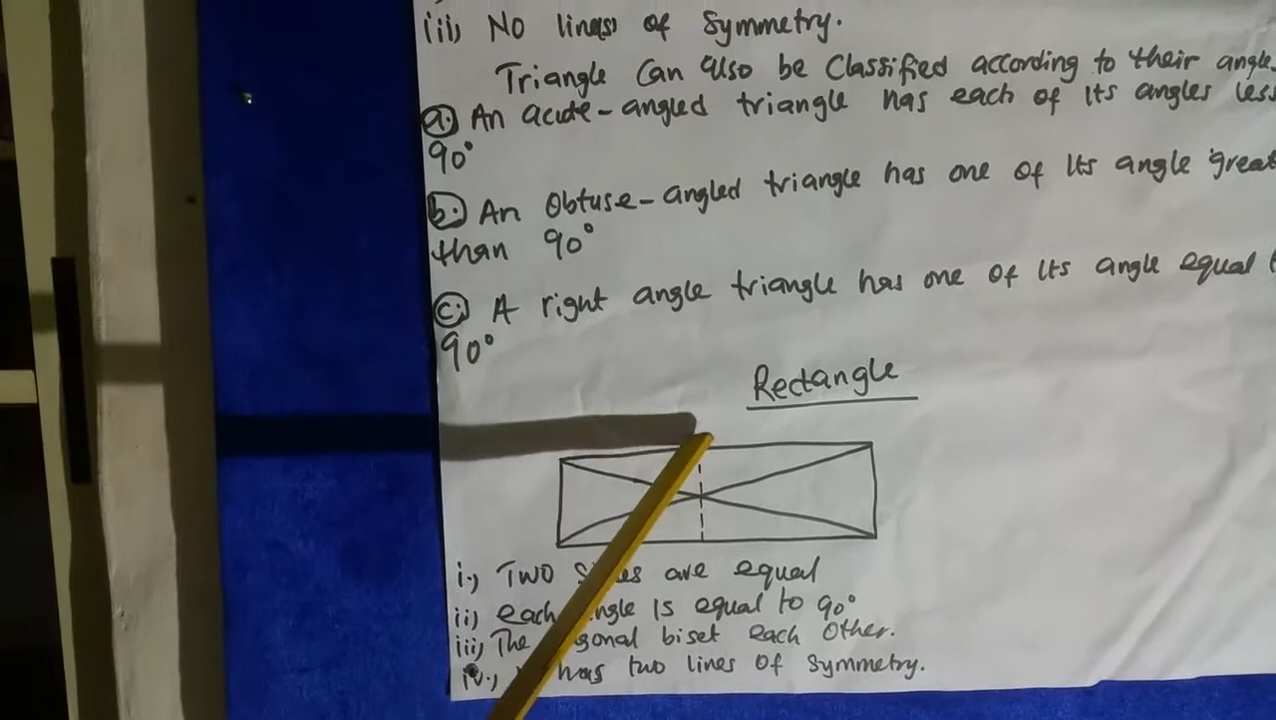 iii, No lines of Symmetry.
Triangle Can also be Classified according to their angle
a. An acute-angled triangle has each of its angles less
90°
b. An Obtuse-angled triangle has one of its angle great
than 90°
c. A right angle triangle has one of its angle equal
90°
Rectangle
i., Two are equal
ii) each is equal to 90°
iii, The biset each other.
iv., has two lines of symmetry.